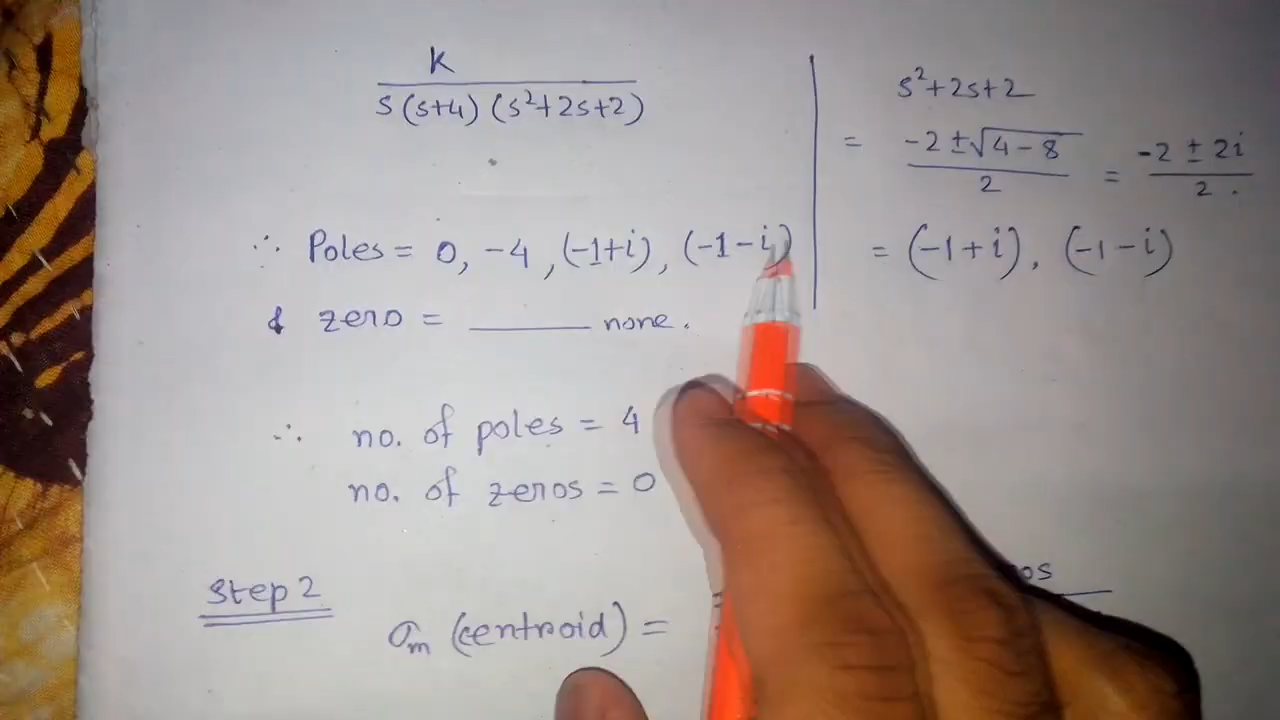 K
s(s+4) (s²+2s+2)
∴ Poles = 0, -4, (-1+i), (-1-i)
& zero = ______ none.
∴ no. of poles = 4
no. of zeros = 0
Step 2
σm (centroid) =
s²+2s+2
= -2 ± √4-8 / 2 = -2 ± 2i / 2
= (-1+i), (-1-i)